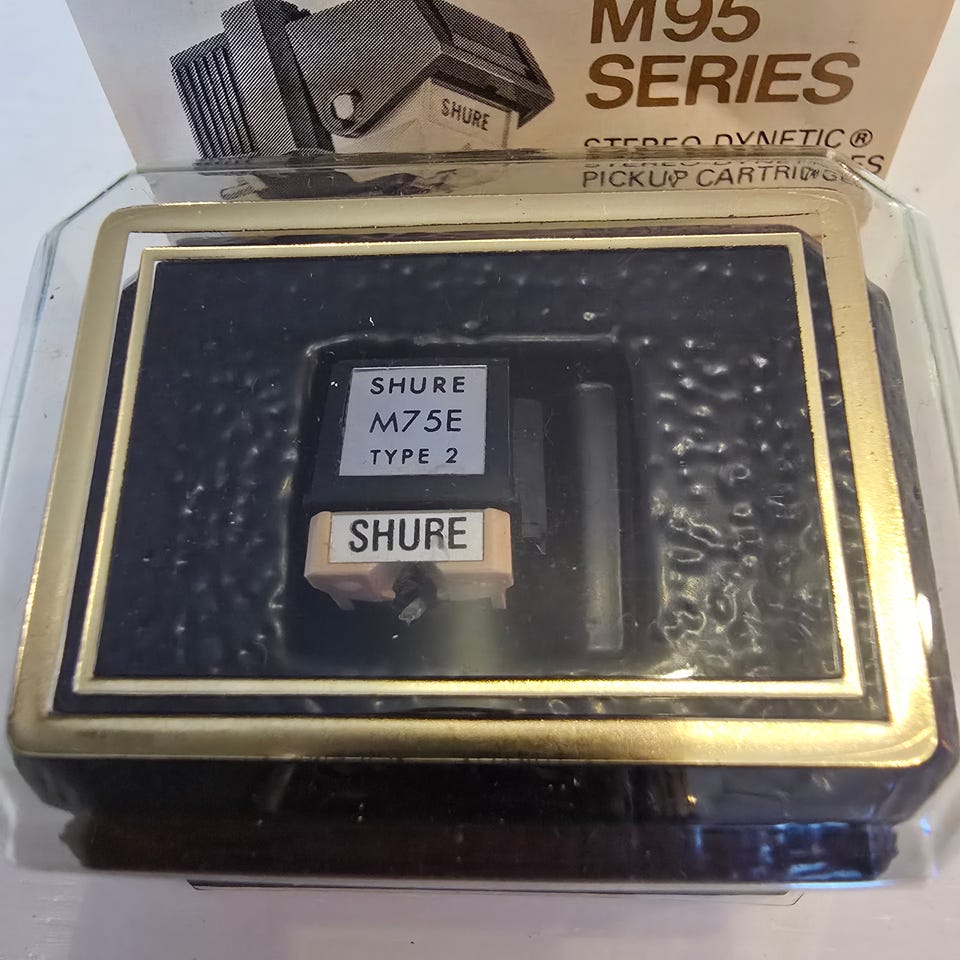 M95
SERIES
SHURE
STEREO DYNETIC®
PICKUP CARTRIDGES
SHURE
M75E
TYPE 2
SHURE